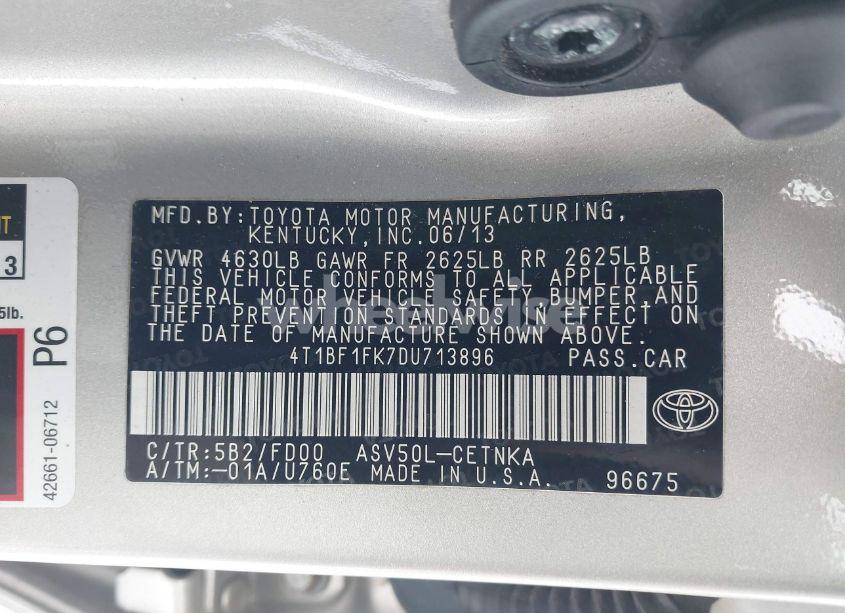 MFD. BY: TOYOTA MOTOR MANUFACTURING,
KENTUCKY, INC. 06/13
GVWR 4630LB GAWR FR 2625LB RR 2625LB
THIS VEHICLE CONFORMS TO ALL APPLICABLE
FEDERAL MOTOR VEHICLE SAFETY, BUMPER, AND
THEFT PREVENTION STANDARDS IN EFFECT ON
THE DATE OF MANUFACTURE SHOWN ABOVE.
4T1BF1FK7DU713896 PASS. CAR
C/TR: 5B2/FD00 ASV50L-CETNKA
A/TM: -01A/U760E MADE IN U.S.A. 96675
wheelwise
3
5lb.
P6
42661-06712